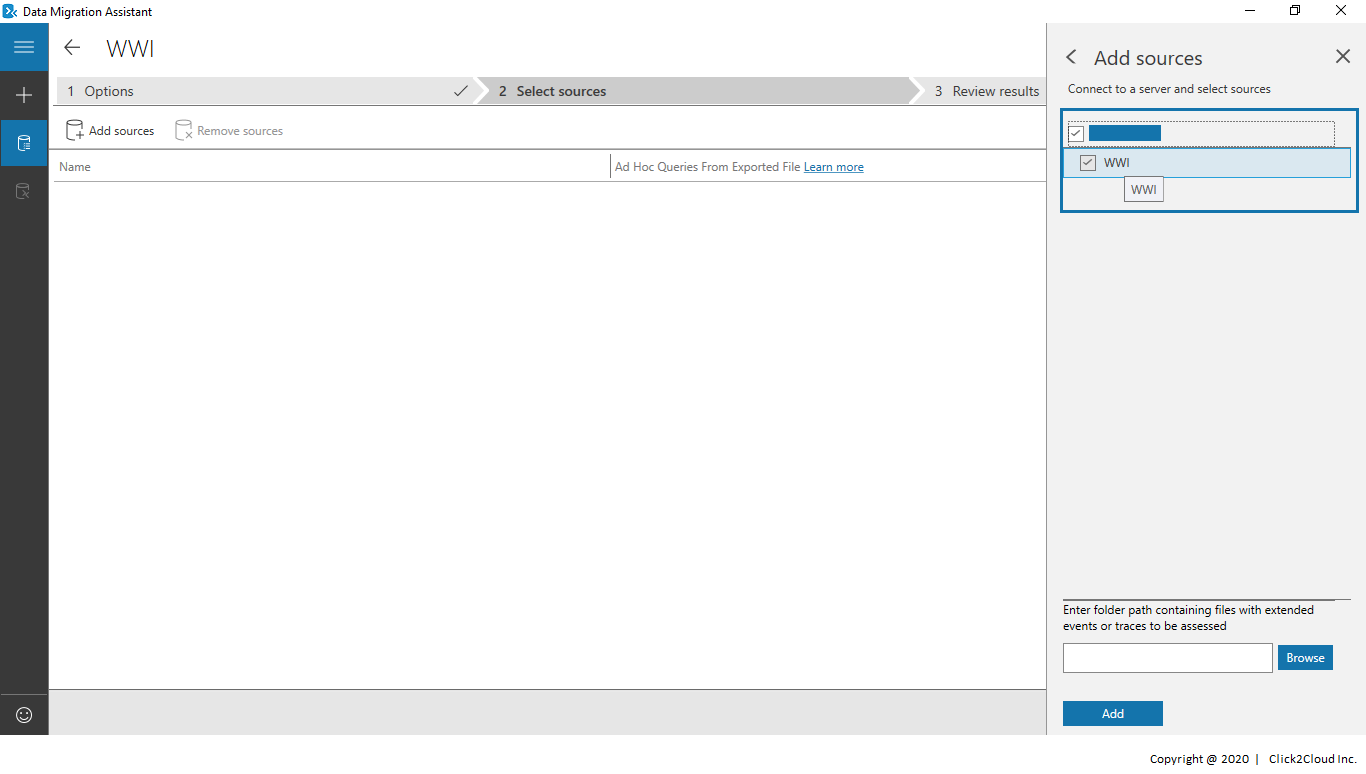 Data Migration Assistant
WWI
1 Options
2 Select sources
3 Review results
Add sources
Remove sources
Name
Ad Hoc Queries From Exported File Learn more
Add sources
Connect to a server and select sources
WWI
WWI
Enter folder path containing files with extended
events or traces to be assessed
Browse
Add
Copyright @ 2020 | Click2Cloud Inc.